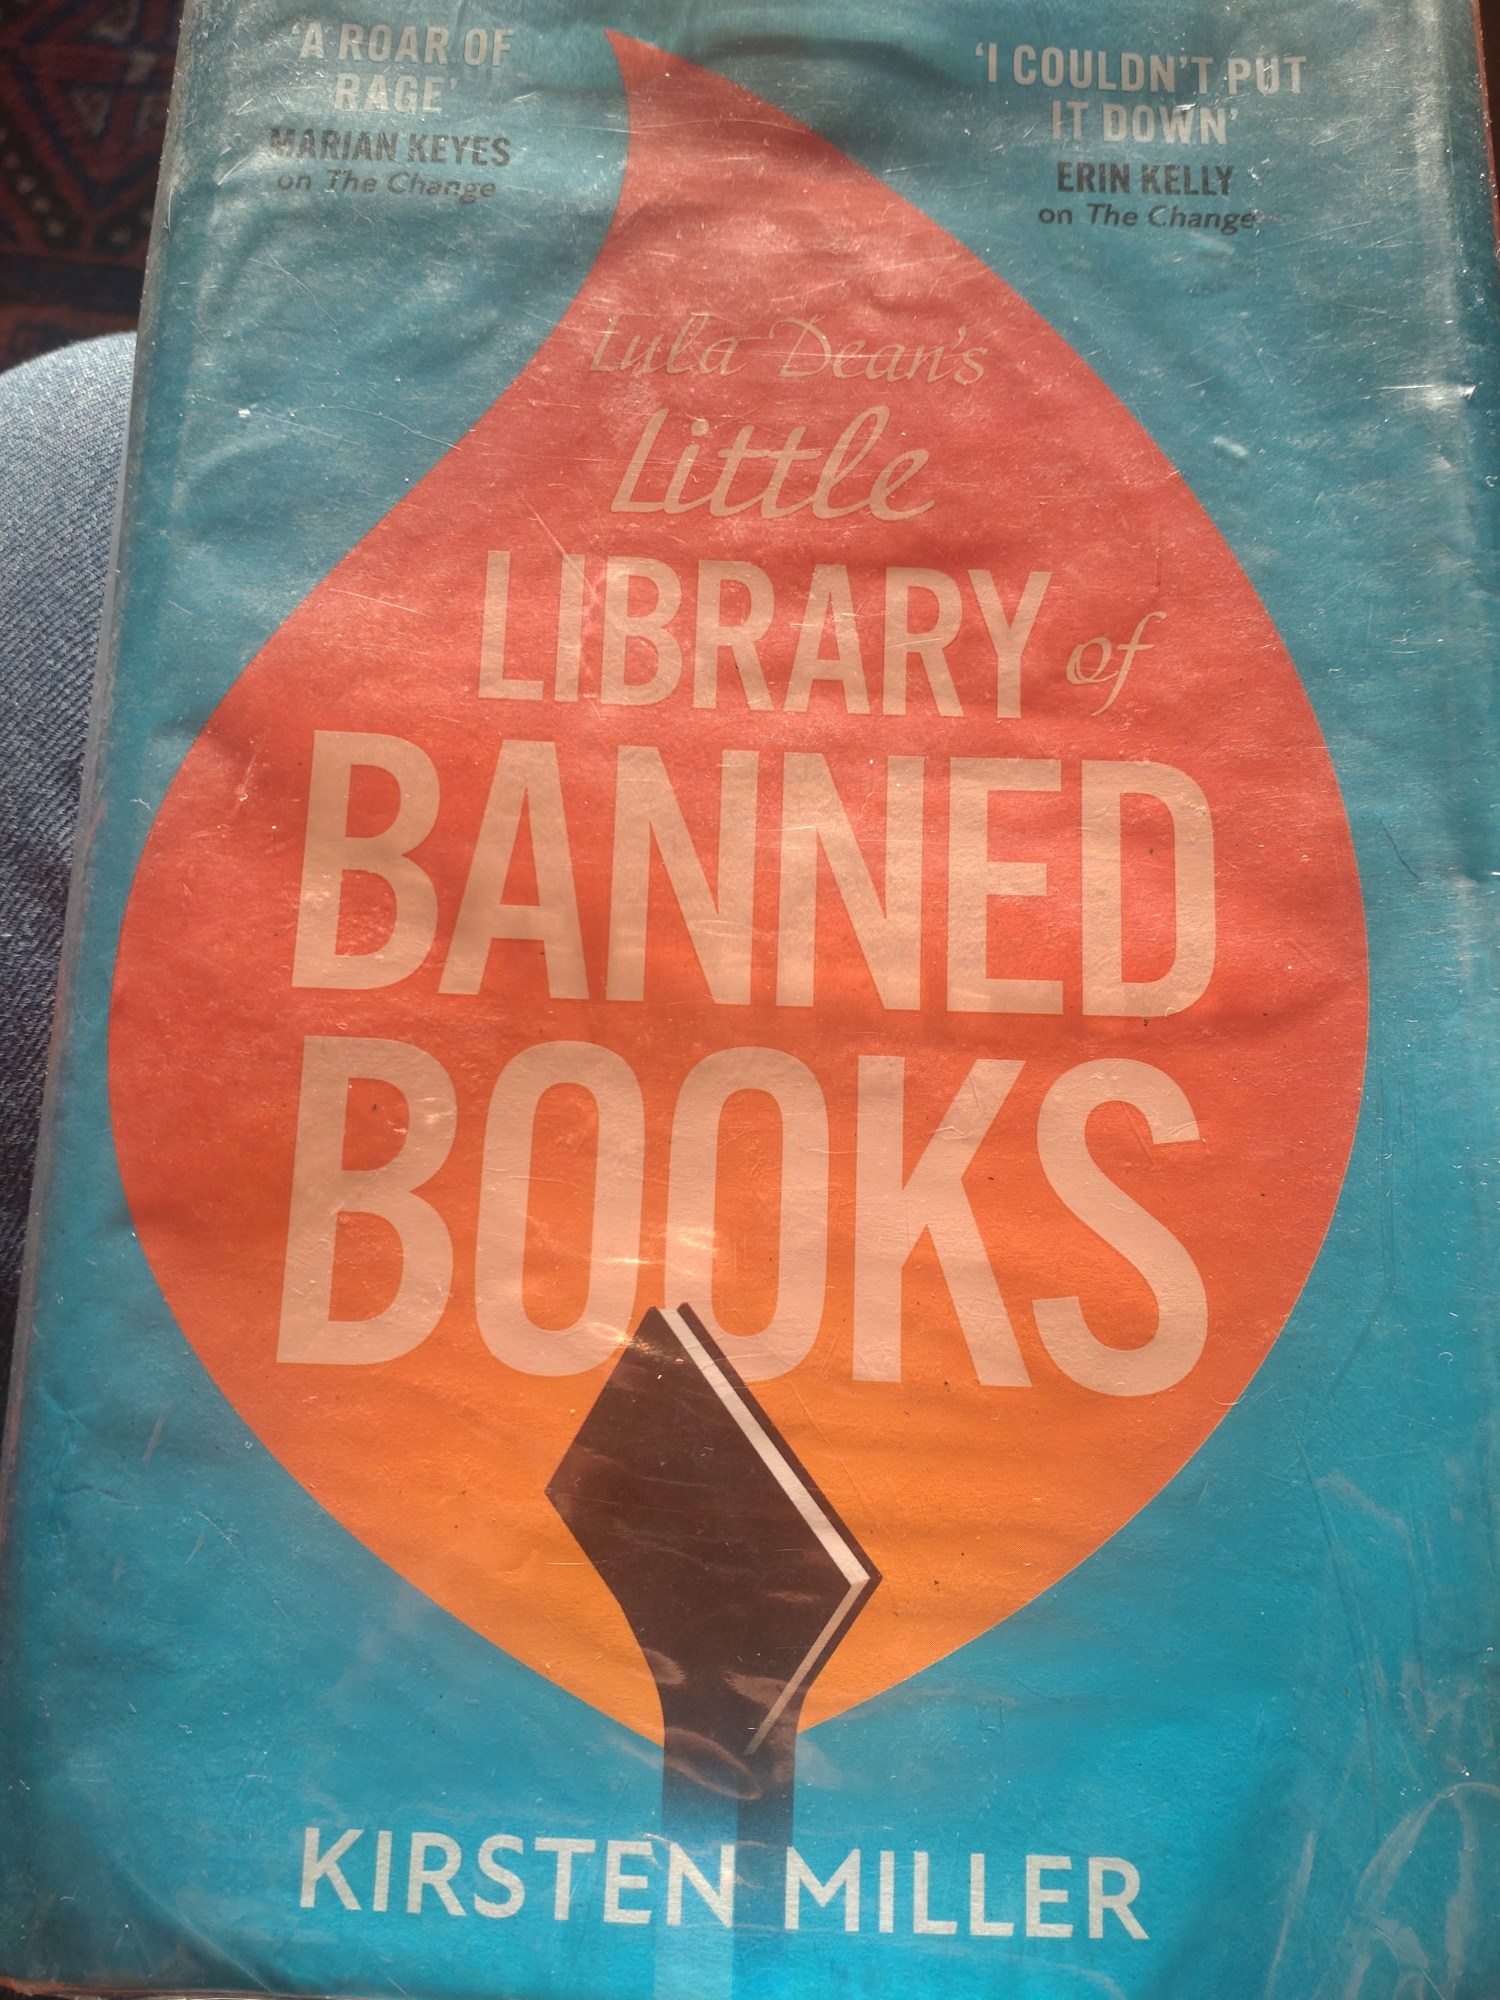 ‘A ROAR OF
RAGE’
MARIAN KEYES
on The Change
‘I COULDN’T PUT
IT DOWN’
ERIN KELLY
on The Change
Lula Dean’s
Little
LIBRARY of
BANNED
BOOKS
KIRSTEN MILLER